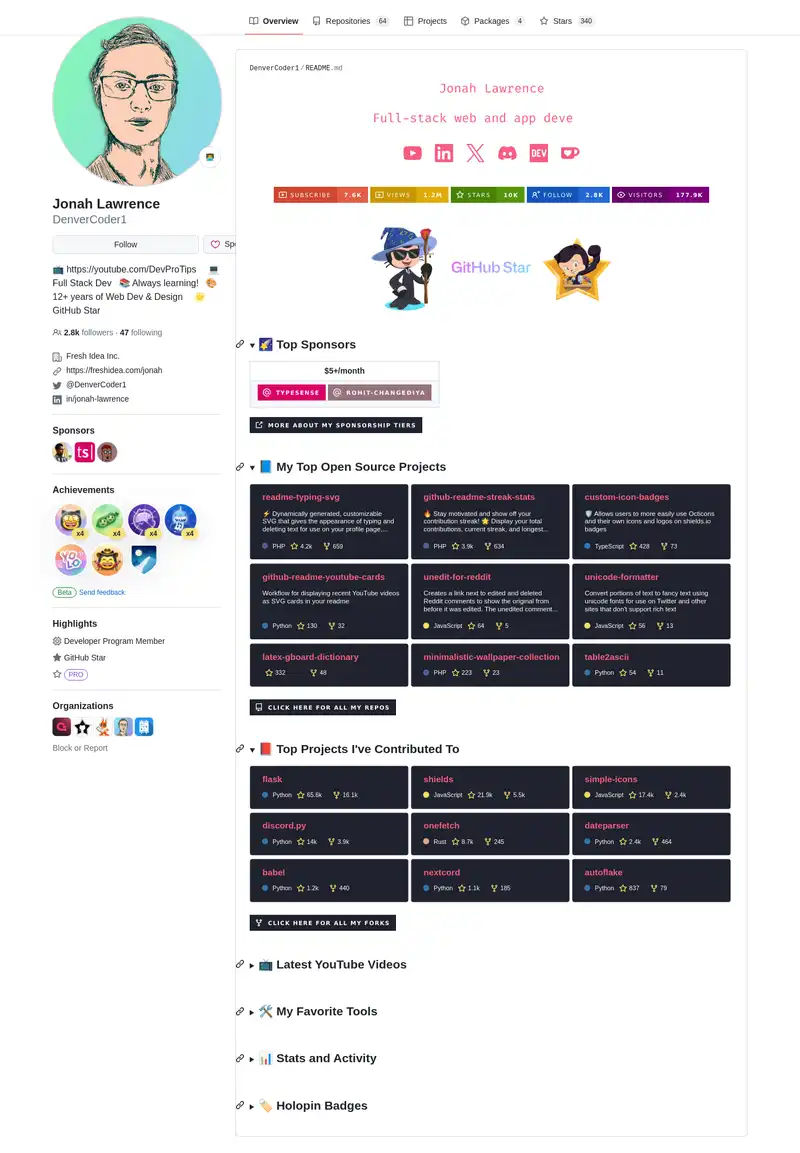 Overview Repositories 64 Projects Packages 4 Stars 340
Jonah Lawrence
DenverCoder1
Follow
📺 https://youtube.com/DevProTips 💻
Full Stack Dev 📚 Always learning! 🎨
12+ years of Web Dev & Design 🌟
GitHub Star
2.8k followers · 47 following
Fresh Idea Inc.
https://freshidea.com/jonah
@DenverCoder1
in/jonah-lawrence
Sponsors
ts
Achievements
x4 x4 x4 x4
YOLO
Beta Send feedback
Highlights
Developer Program Member
GitHub Star
PRO
Organizations
Block or Report
DenverCoder1/README.md
Jonah Lawrence
Full-stack web and app deve
DEV
SUBSCRIBE 7.6K VIEWS 1.2M STARS 10K FOLLOW 2.8K VISITORS 177.9K
GitHub Star
🌠 Top Sponsors
$5+/month
TYPESENSE ROHIT-CHANGEDIYA
MORE ABOUT MY SPONSORSHIP TIERS
📘 My Top Open Source Projects
readme-typing-svg
⚡ Dynamically generated, customizable
SVG that gives the appearance of typing and
deleting text for use on your profile page,...
PHP 4.2k 659
github-readme-streak-stats
🔥 Stay motivated and show off your
contribution streak! 🌟 Display your total
contributions, current streak, and longest...
PHP 3.9k 634
custom-icon-badges
🛡️ Allows users to more easily use Octicons
and their own icons and logos on shields.io
badges
TypeScript 428 73
github-readme-youtube-cards
Workflow for displaying recent YouTube videos
as SVG cards in your readme
Python 130 32
unedit-for-reddit
Creates a link next to edited and deleted
Reddit comments to show the original from
before it was edited. The unedited comment...
JavaScript 64 5
unicode-formatter
Convert portions of text to fancy text using
unicode fonts for use on Twitter and other
sites that don't support rich text
JavaScript 56 13
latex-gboard-dictionary
332 48
minimalistic-wallpaper-collection
PHP 223 23
table2ascii
Python 54 11
CLICK HERE FOR ALL MY REPOS
📕 Top Projects I've Contributed To
flask
Python 65.6k 16.1k
shields
JavaScript 21.9k 5.5k
simple-icons
JavaScript 17.4k 2.4k
discord.py
Python 14k 3.9k
onefetch
Rust 8.7k 245
dateparser
Python 2.4k 464
babel
Python 1.2k 440
nextcord
Python 1.1k 185
autoflake
Python 837 79
CLICK HERE FOR ALL MY FORKS
📺 Latest YouTube Videos
🛠️ My Favorite Tools
📊 Stats and Activity
🏷️ Holopin Badges